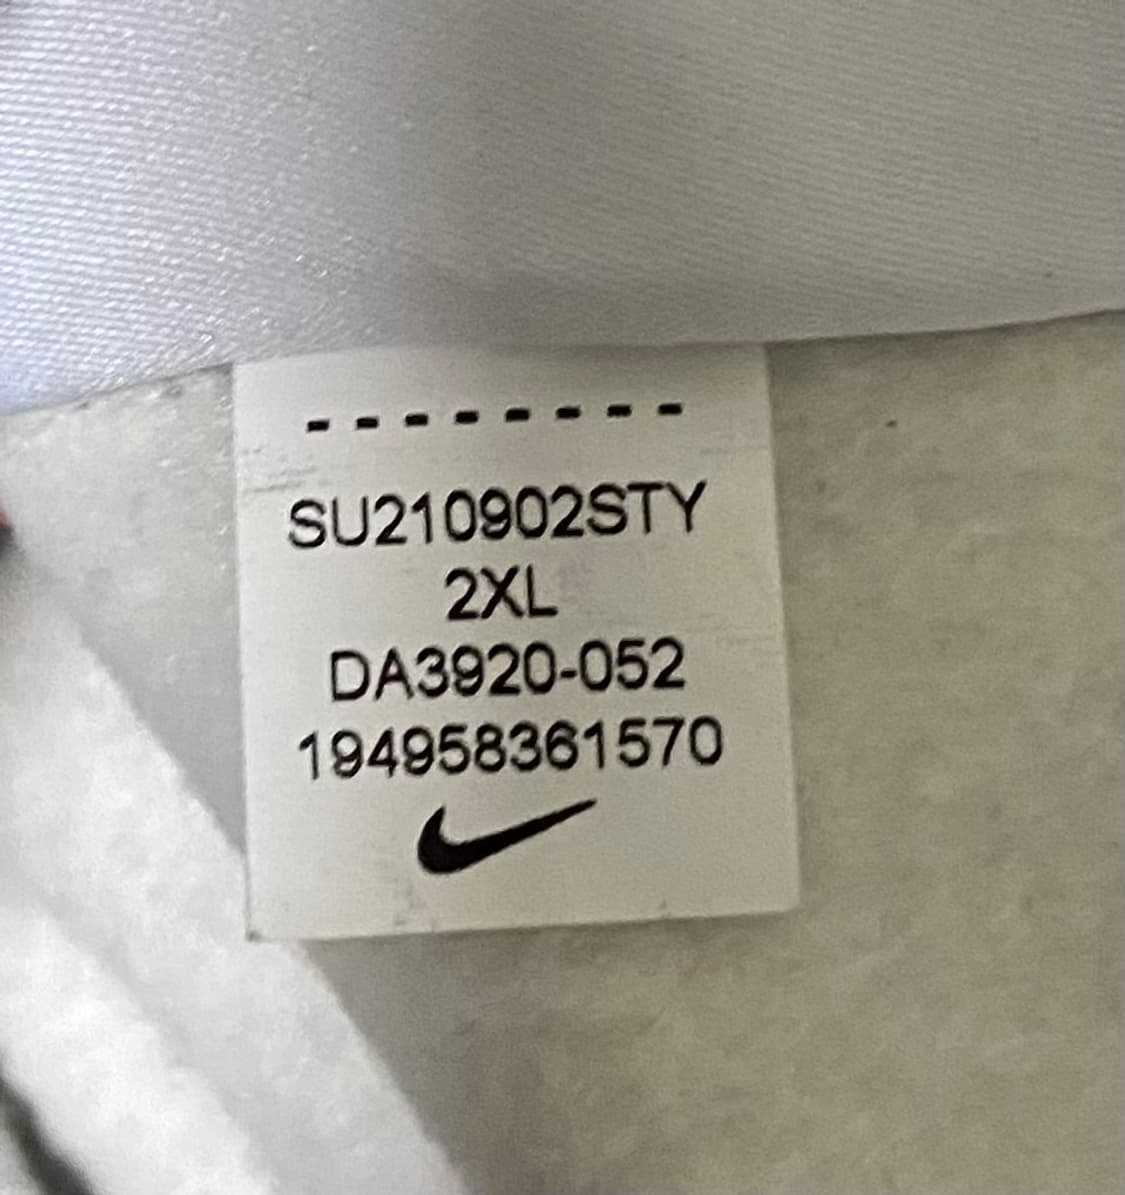 --------
SU210902STY
2XL
DA3920-052
194958361570